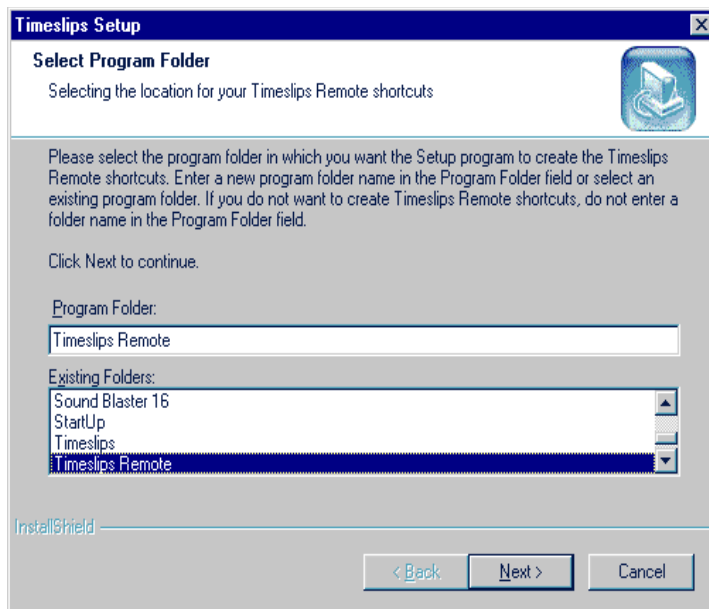 Timeslips Setup
Select Program Folder
Selecting the location for your Timeslips Remote shortcuts
Please select the program folder in which you want the Setup program to create the Timeslips
Remote shortcuts. Enter a new program folder name in the Program Folder field or select an
existing program folder. If you do not want to create Timeslips Remote shortcuts, do not enter a
folder name in the Program Folder field.
Click Next to continue.
Program Folder:
Timeslips Remote
Existing Folders:
Sound Blaster 16
StartUp
Timeslips
Timeslips Remote
InstallShield
< Back
Next >
Cancel